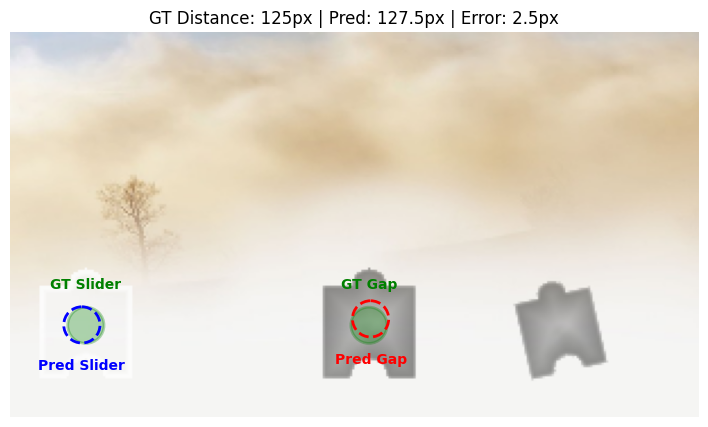 GT Distance: 125px | Pred: 127.5px | Error: 2.5px
GT Slider
GT Gap
Pred Gap
Pred Slider